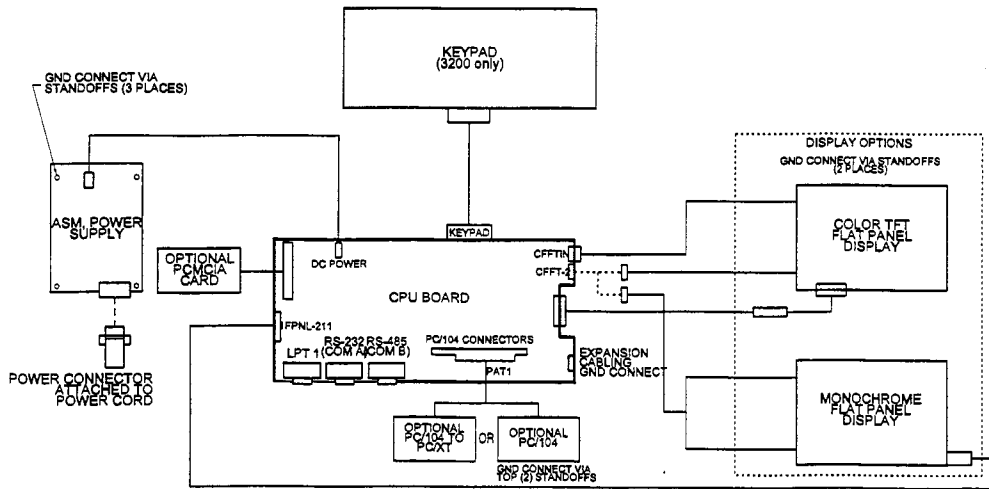 KEYPAD
(3200 only)
GND CONNECT VIA
STANDOFFS (3 PLACES)
DISPLAY OPTIONS
GND CONNECT VIA STANDOFFS
(2 PLACES)
ASM, POWER
SUPPLY
COLOR TFT
FLAT PANEL
DISPLAY
KEYPAD
OPTIONAL
PCMCIA
CARD
DC POWER
CFFTIN
CFFT-2
CPU BOARD
FPNL-211
LPT 1
RS-232
(COM A)
RS-485
(COM B)
PC/104 CONNECTORS
PAT1
EXPANSION
CABLING
GND CONNECT
POWER CONNECTOR
ATTACHED TO
POWER CORD
MONOCHROME
FLAT PANEL
DISPLAY
OPTIONAL
PC/104 TO
PC/XT
OR
OPTIONAL
PC/104
GND CONNECT VIA
TOP (2) STANDOFFS